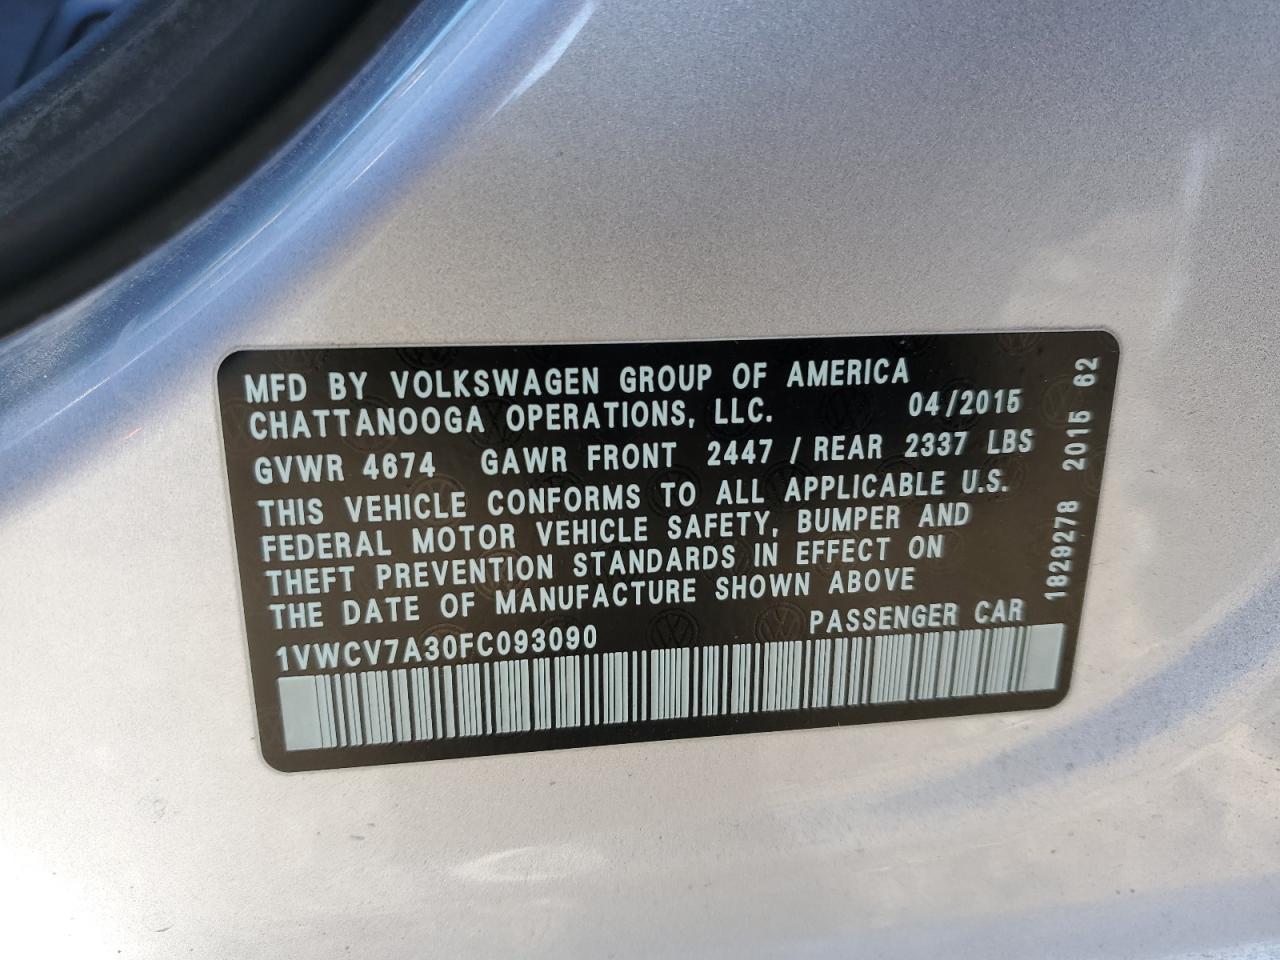 MFD BY VOLKSWAGEN GROUP OF AMERICA
CHATTANOOGA OPERATIONS, LLC. 04/2015
GVWR 4674 GAWR FRONT 2447 / REAR 2337 LBS
THIS VEHICLE CONFORMS TO ALL APPLICABLE U.S.
FEDERAL MOTOR VEHICLE SAFETY, BUMPER AND
THEFT PREVENTION STANDARDS IN EFFECT ON
THE DATE OF MANUFACTURE SHOWN ABOVE
1VWCV7A30FC093090 PASSENGER CAR
1829278 2015 62